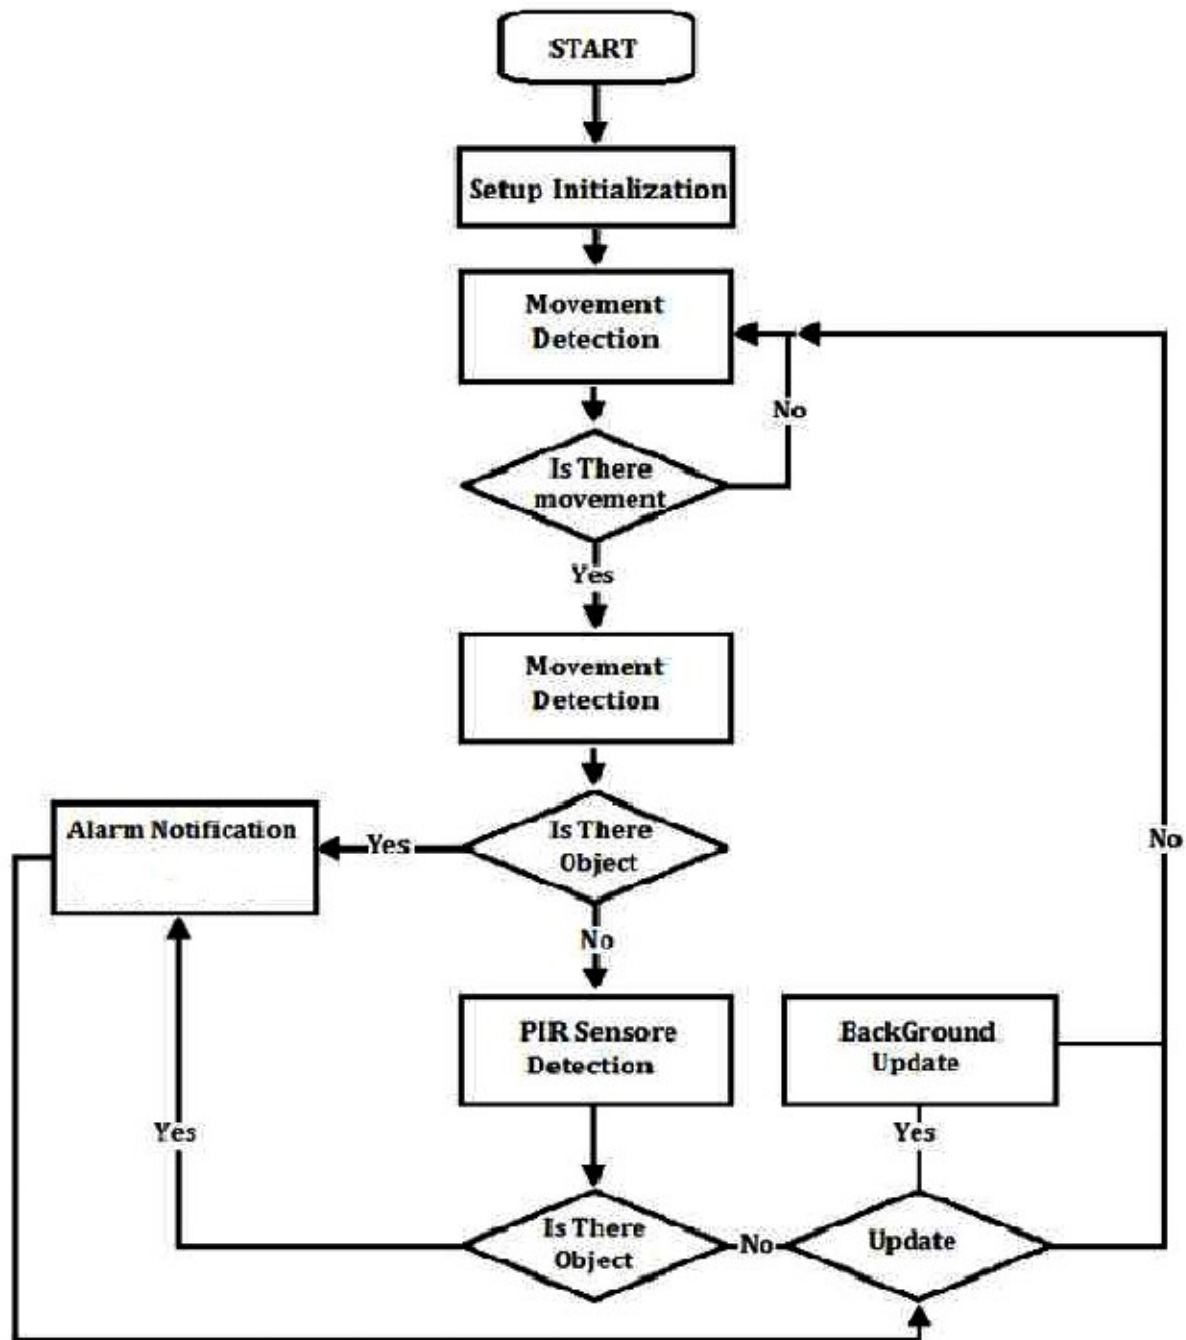 START
Setup Initialization
Movement
Detection
No
Is There
movement
Yes
Movement
Detection
Alarm Notification
Yes
Is There
Object
No
No
PIR Sensore
Detection
BackGround
Update
Yes
Yes
Is There
Object
No
Update